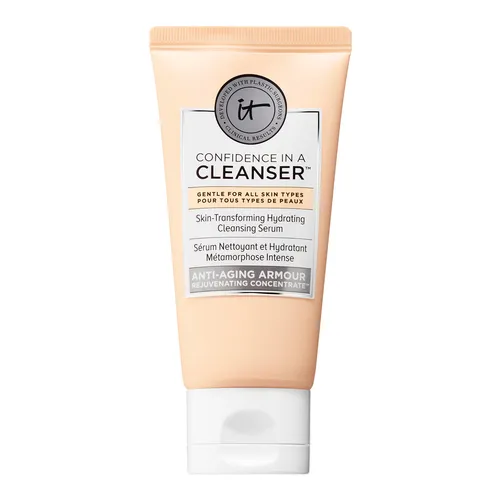 DEVELOPED WITH PLASTIC SURGEONS
it
CLINICAL RESULTS
CONFIDENCE IN A
CLEANSER™
GENTLE FOR ALL SKIN TYPES
POUR TOUS TYPES DE PEAUX
Skin-Transforming Hydrating
Cleansing Serum
Sérum Nettoyant et Hydratant
Métamorphose Intense
ANTI-AGING ARMOUR
REJUVENATING CONCENTRATE™